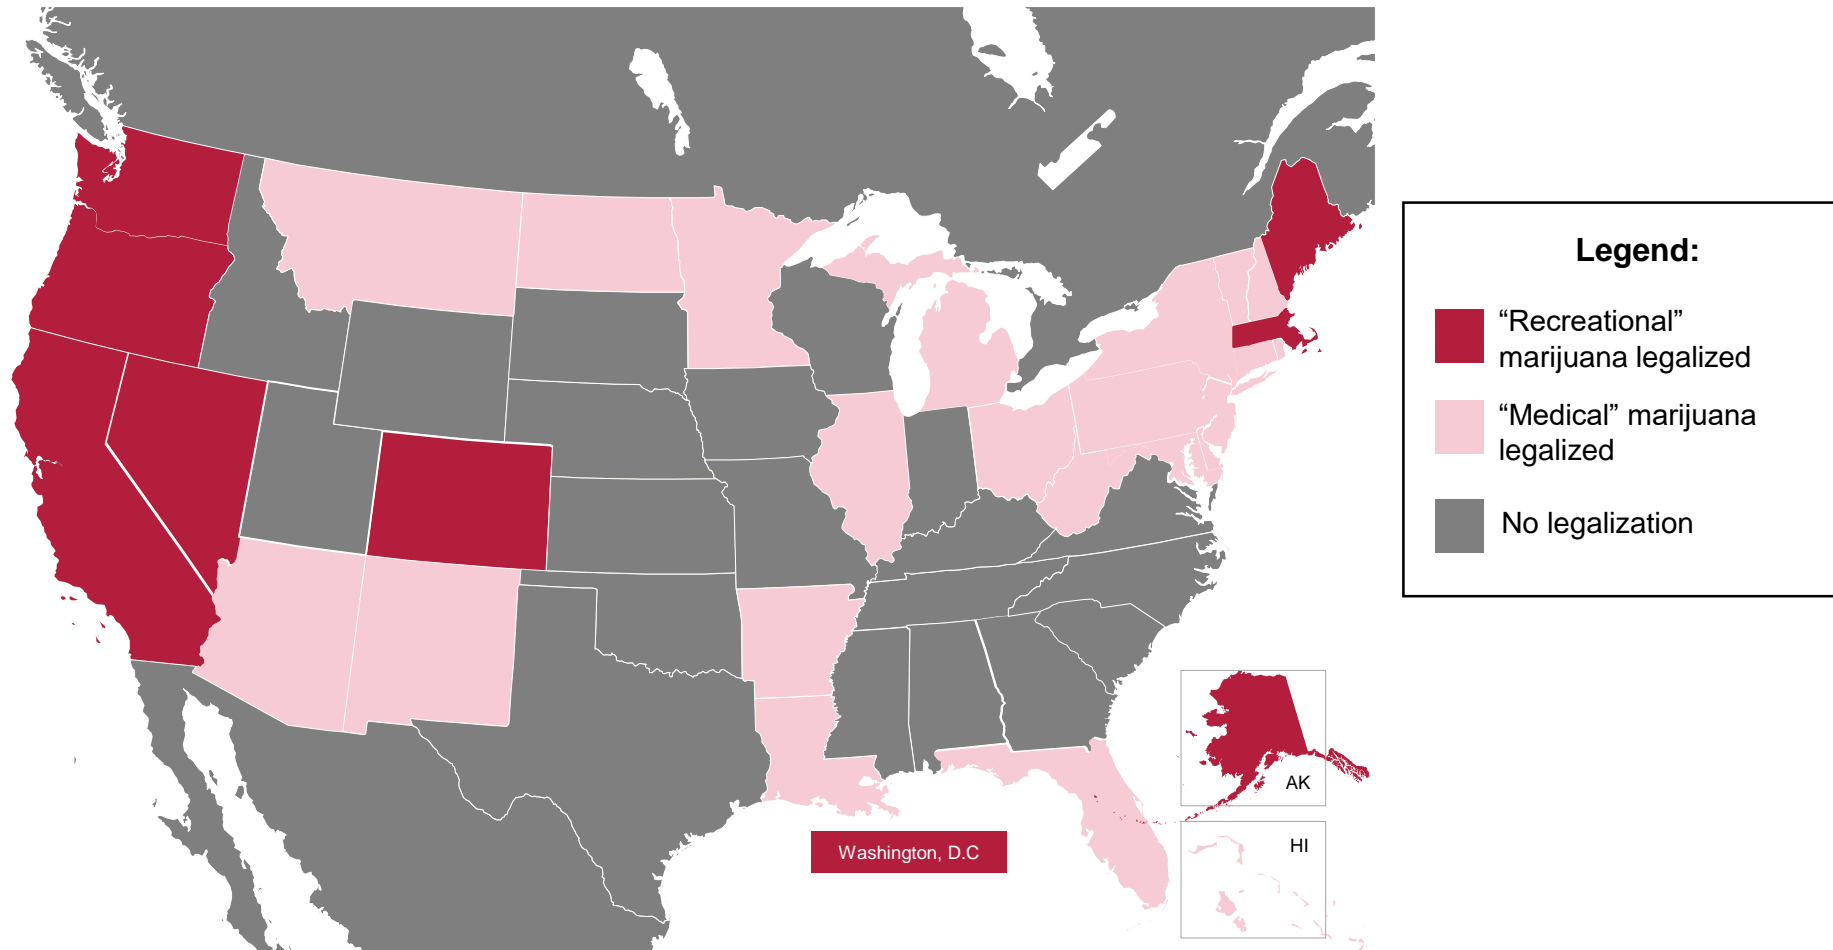 Legend:
“Recreational”
marijuana legalized
“Medical” marijuana
legalized
No legalization
AK
HI
Washington, D.C